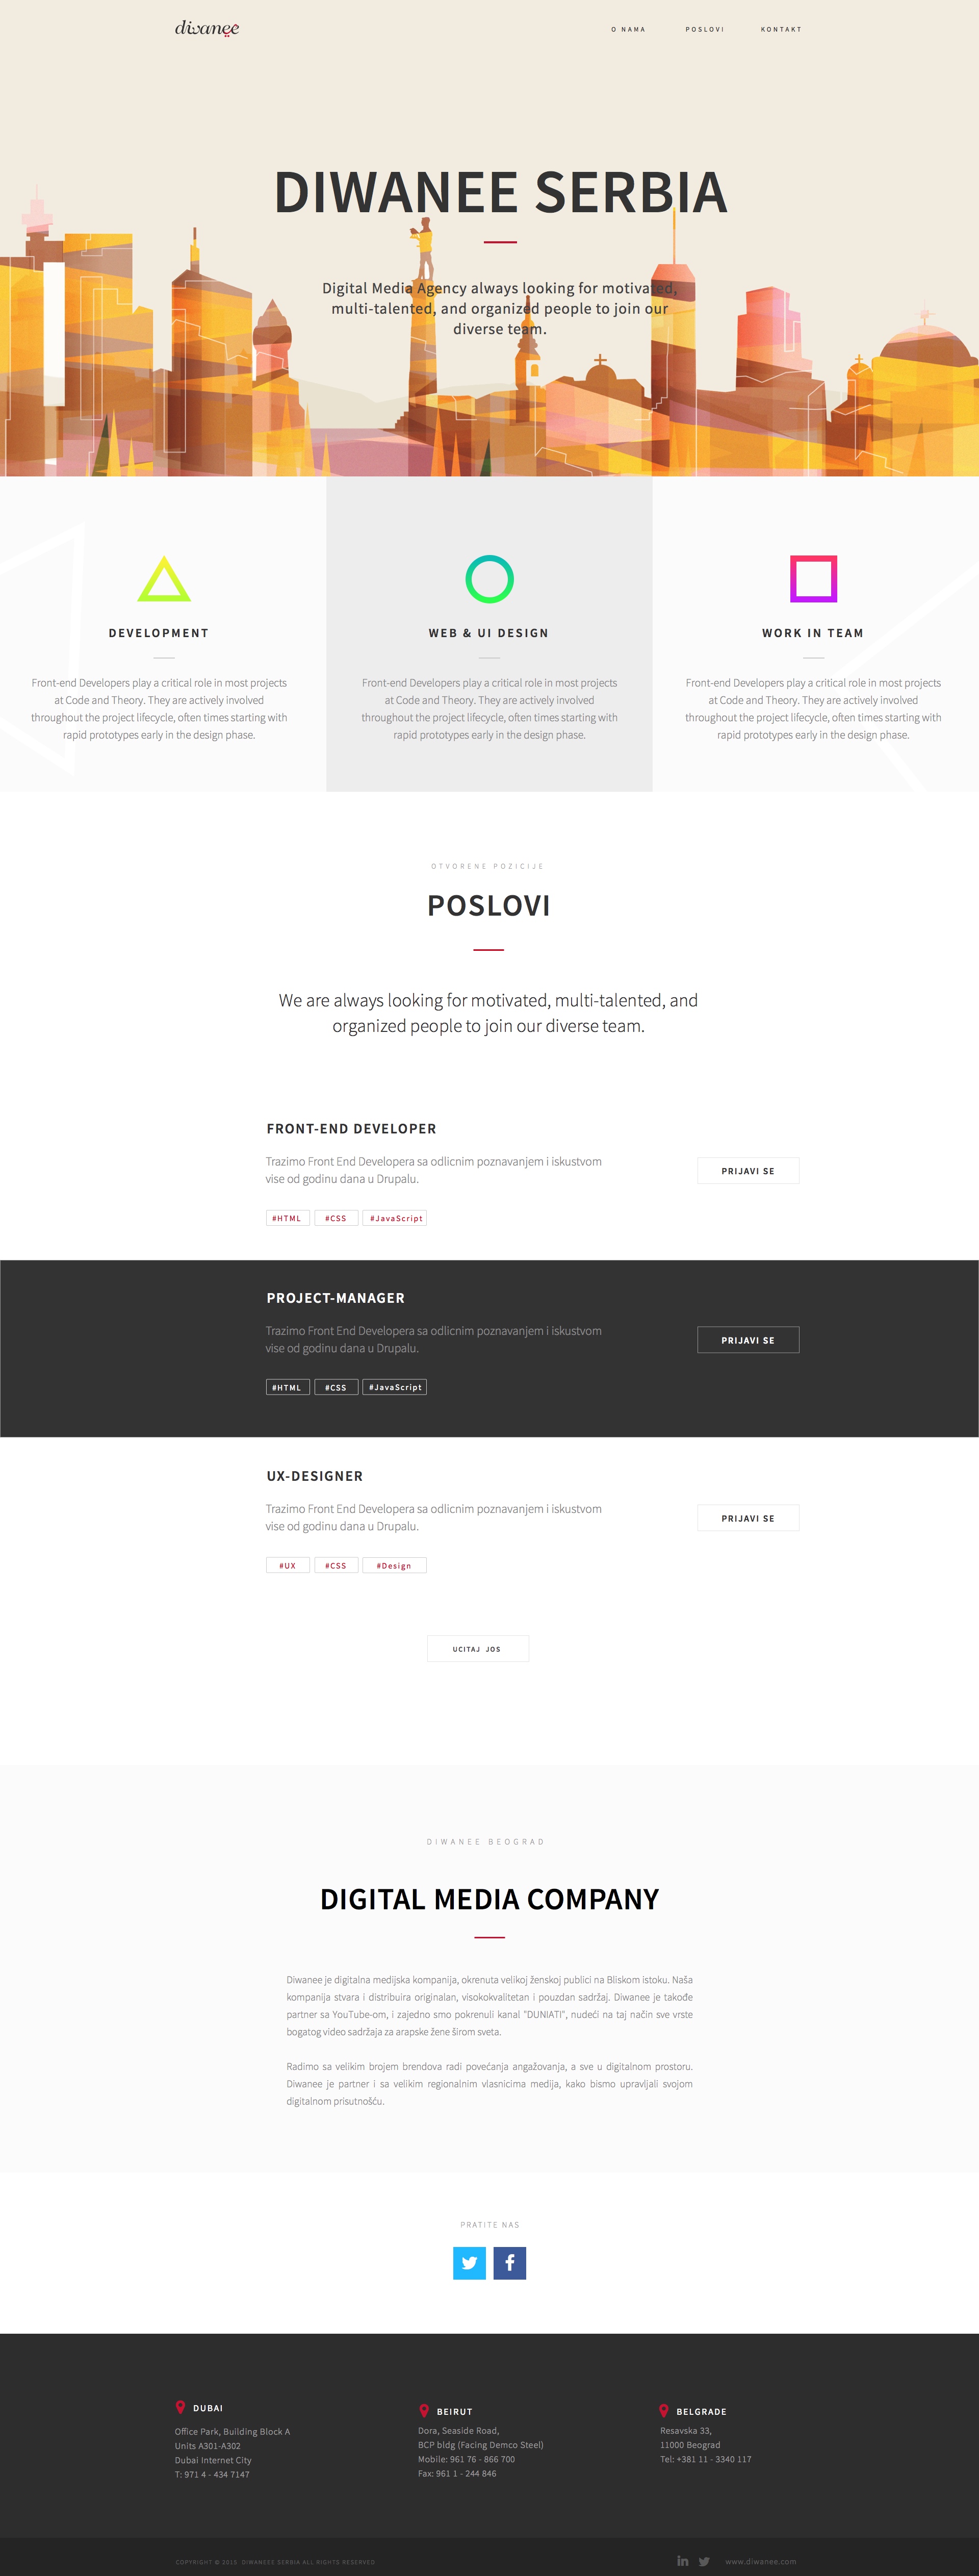 diwanee
O NAMA
POSLOVI
KONTAKT
DIWANEE SERBIA
Digital Media Agency always looking for motivated,
multi-talented, and organized people to join our
diverse team.
DEVELOPMENT
Front-end Developers play a critical role in most projects
at Code and Theory. They are actively involved
throughout the project lifecycle, often times starting with
rapid prototypes early in the design phase.
WEB & UI DESIGN
Front-end Developers play a critical role in most projects
at Code and Theory. They are actively involved
throughout the project lifecycle, often times starting with
rapid prototypes early in the design phase.
WORK IN TEAM
Front-end Developers play a critical role in most projects
at Code and Theory. They are actively involved
throughout the project lifecycle, often times starting with
rapid prototypes early in the design phase.
OTVORENE POZICIJE
POSLOVI
We are always looking for motivated, multi-talented, and
organized people to join our diverse team.
FRONT-END DEVELOPER
Trazimo Front End Developera sa odlicnim poznavanjem i iskustvom
vise od godinu dana u Drupalu.
PRIJAVI SE
#HTML #CSS #JavaScript
PROJECT-MANAGER
Trazimo Front End Developera sa odlicnim poznavanjem i iskustvom
vise od godinu dana u Drupalu.
PRIJAVI SE
#HTML #CSS #JavaScript
UX-DESIGNER
Trazimo Front End Developera sa odlicnim poznavanjem i iskustvom
vise od godinu dana u Drupalu.
PRIJAVI SE
#UX #CSS #Design
UCITAJ JOS
DIWANEE BEOGRAD
DIGITAL MEDIA COMPANY
Diwanee je digitalna medijska kompanija, okrenuta velikoj ženskoj publici na Bliskom istoku. Naša
kompanija stvara i distribuira originalan, visokokvalitetan i pouzdan sadržaj. Diwanee je takođe
partner sa YouTube-om, i zajedno smo pokrenuli kanal "DUNIATI", nudeći na taj način sve vrste
bogatog video sadržaja za arapske žene širom sveta.
Radimo sa velikim brojem brendova radi povećanja angažovanja, a sve u digitalnom prostoru.
Diwanee je partner i sa velikim regionalnim vlasnicima medija, kako bismo upravljali svojom
digitalnom prisutnošću.
PRATITE NAS
DUBAI
Office Park, Building Block A
Units A301-A302
Dubai Internet City
T: 971 4 - 434 7147
BEIRUT
Dora, Seaside Road,
BCP bldg (Facing Demco Steel)
Mobile: 961 76 - 866 700
Fax: 961 1 - 244 846
BELGRADE
Resavska 33,
11000 Beograd
Tel: +381 11 - 3340 117
COPYRIGHT © 2015 DIWANEEE SERBIA ALL RIGHTS RESERVED
www.diwanee.com